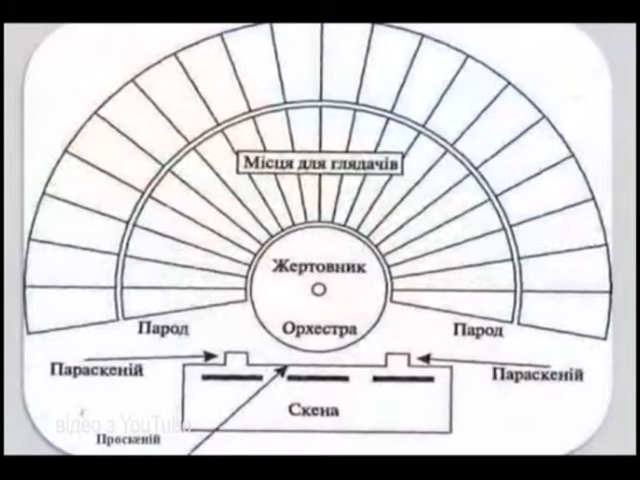 Місця для глядачів
Жертовник
Орхестра
Парод
Парод
Параскеній
Параскеній
Скена
Проскеній
відео з YouTube